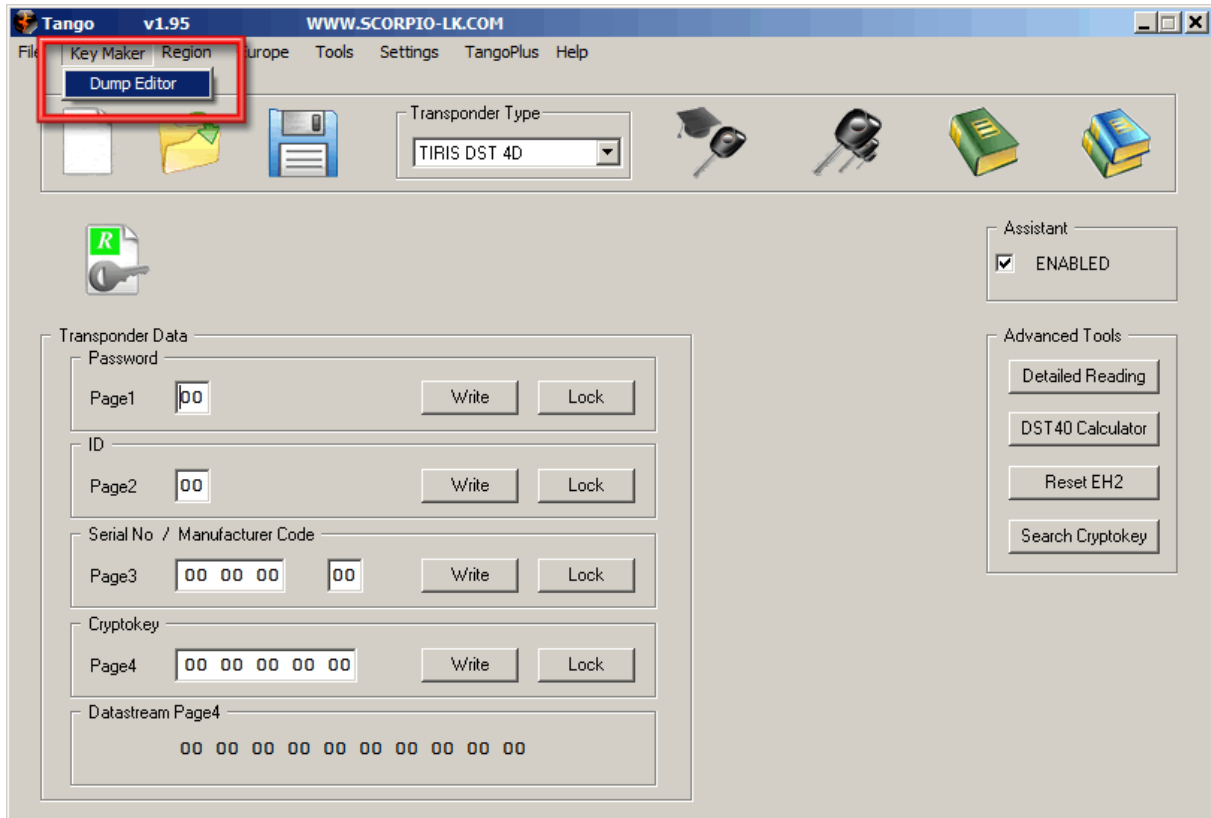 Tango v1.95 WWW.SCORPIO-LK.COM
File Key Maker Region Europe Tools Settings TangoPlus Help
Dump Editor
Transponder Type
TIRIS DST 4D
R
Assistant
ENABLED
Transponder Data
Password
Page1 00 Write Lock
ID
Page2 00 Write Lock
Serial No / Manufacturer Code
Page3 00 00 00 00 Write Lock
Cryptokey
Page4 00 00 00 00 00 Write Lock
Datastream Page4
00 00 00 00 00 00 00 00 00 00
Advanced Tools
Detailed Reading
DST40 Calculator
Reset EH2
Search Cryptokey